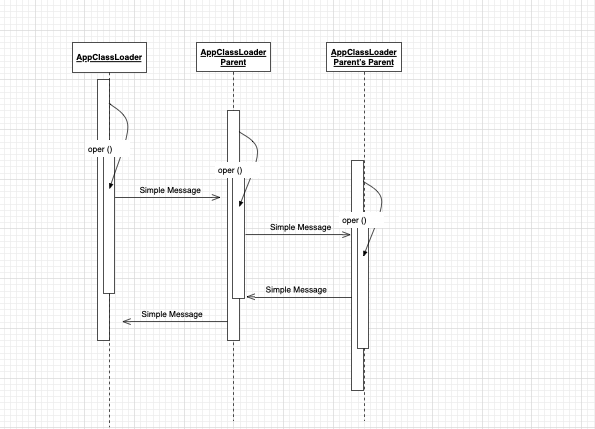 AppClassLoader
AppClassLoader
Parent
AppClassLoader
Parent's Parent
oper ()
oper ()
Simple Message
oper ()
Simple Message
Simple Message
Simple Message